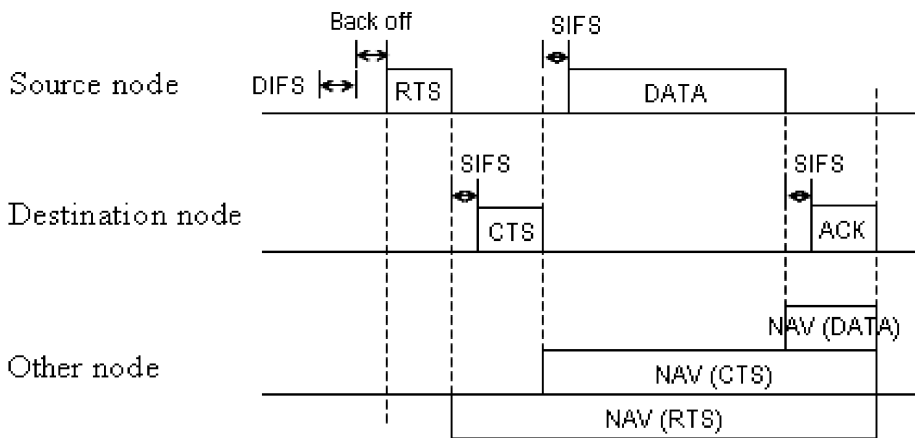 Back off
SIFS
Source node
DIFS
RTS
DATA
SIFS
SIFS
Destination node
CTS
ACK
NAV (DATA)
Other node
NAV (CTS)
NAV (RTS)